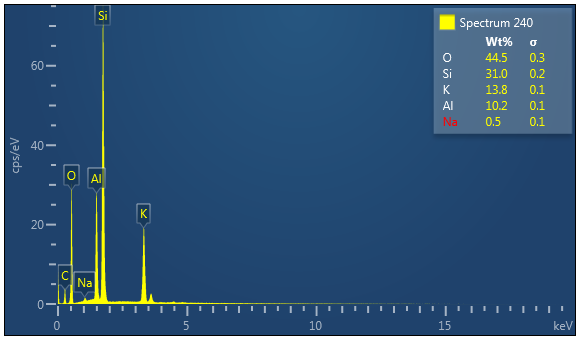 Spectrum 240
Wt% σ
O 44.5 0.3
Si 31.0 0.2
K 13.8 0.1
Al 10.2 0.1
Na 0.5 0.1
Si
60
cps/eV
40
O
Al
K
20
C
Na
0
0 5 10 15 keV